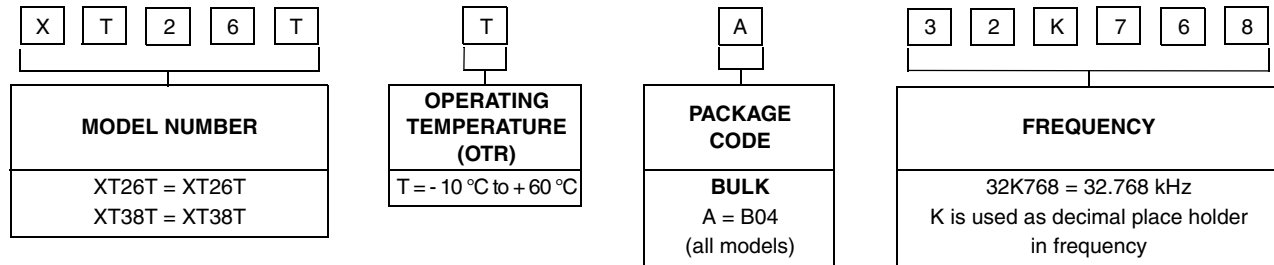 X T 2 6 T T A 3 2 K 7 6 8
MODEL NUMBER
XT26T = XT26T
XT38T = XT38T
OPERATING
TEMPERATURE
(OTR)
T = - 10 °C to + 60 °C
PACKAGE
CODE
BULK
A = B04
(all models)
FREQUENCY
32K768 = 32.768 kHz
K is used as decimal place holder
in frequency